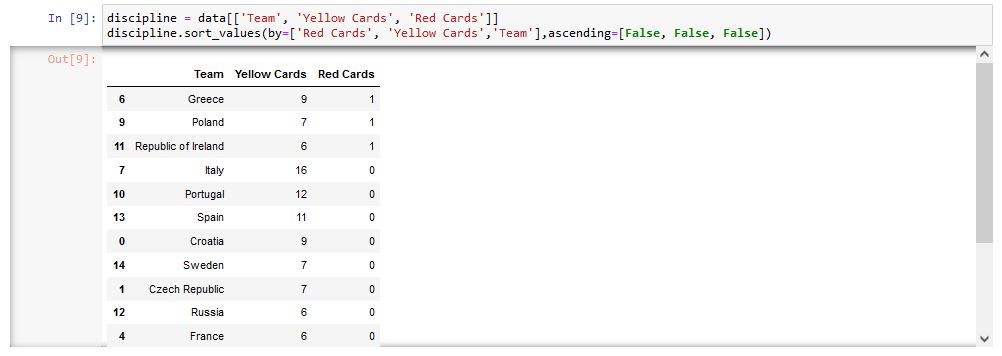 In [9]: discipline = data[['Team', 'Yellow Cards', 'Red Cards']]
discipline.sort_values(by=['Red Cards', 'Yellow Cards','Team'],ascending=[False, False, False])
Out[9]:
Team Yellow Cards Red Cards
6 Greece 9 1
9 Poland 7 1
11 Republic of Ireland 6 1
7 Italy 16 0
10 Portugal 12 0
13 Spain 11 0
0 Croatia 9 0
14 Sweden 7 0
1 Czech Republic 7 0
12 Russia 6 0
4 France 6 0